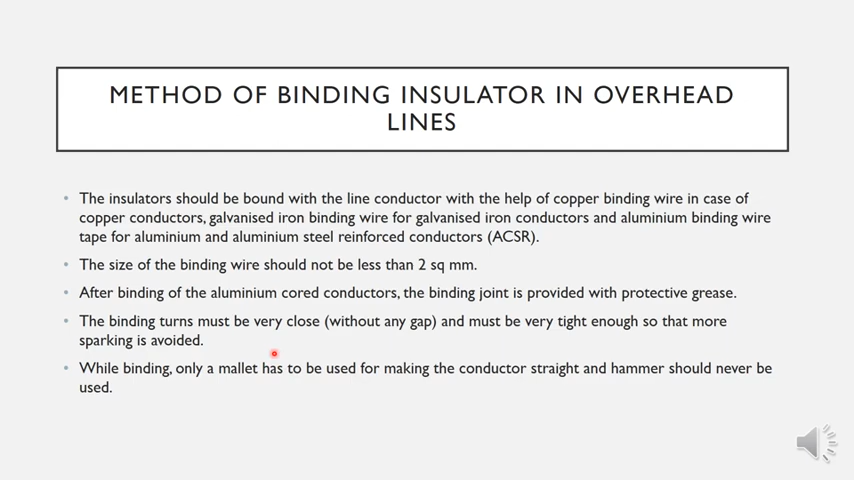 METHOD OF BINDING INSULATOR IN OVERHEAD
LINES
• The insulators should be bound with the line conductor with the help of copper binding wire in case of
copper conductors, galvanised iron binding wire for galvanised iron conductors and aluminium binding wire
tape for aluminium and aluminium steel reinforced conductors (ACSR).
• The size of the binding wire should not be less than 2 sq mm.
• After binding of the aluminium cored conductors, the binding joint is provided with protective grease.
• The binding turns must be very close (without any gap) and must be very tight enough so that more
sparking is avoided.
• While binding, only a mallet has to be used for making the conductor straight and hammer should never be
used.